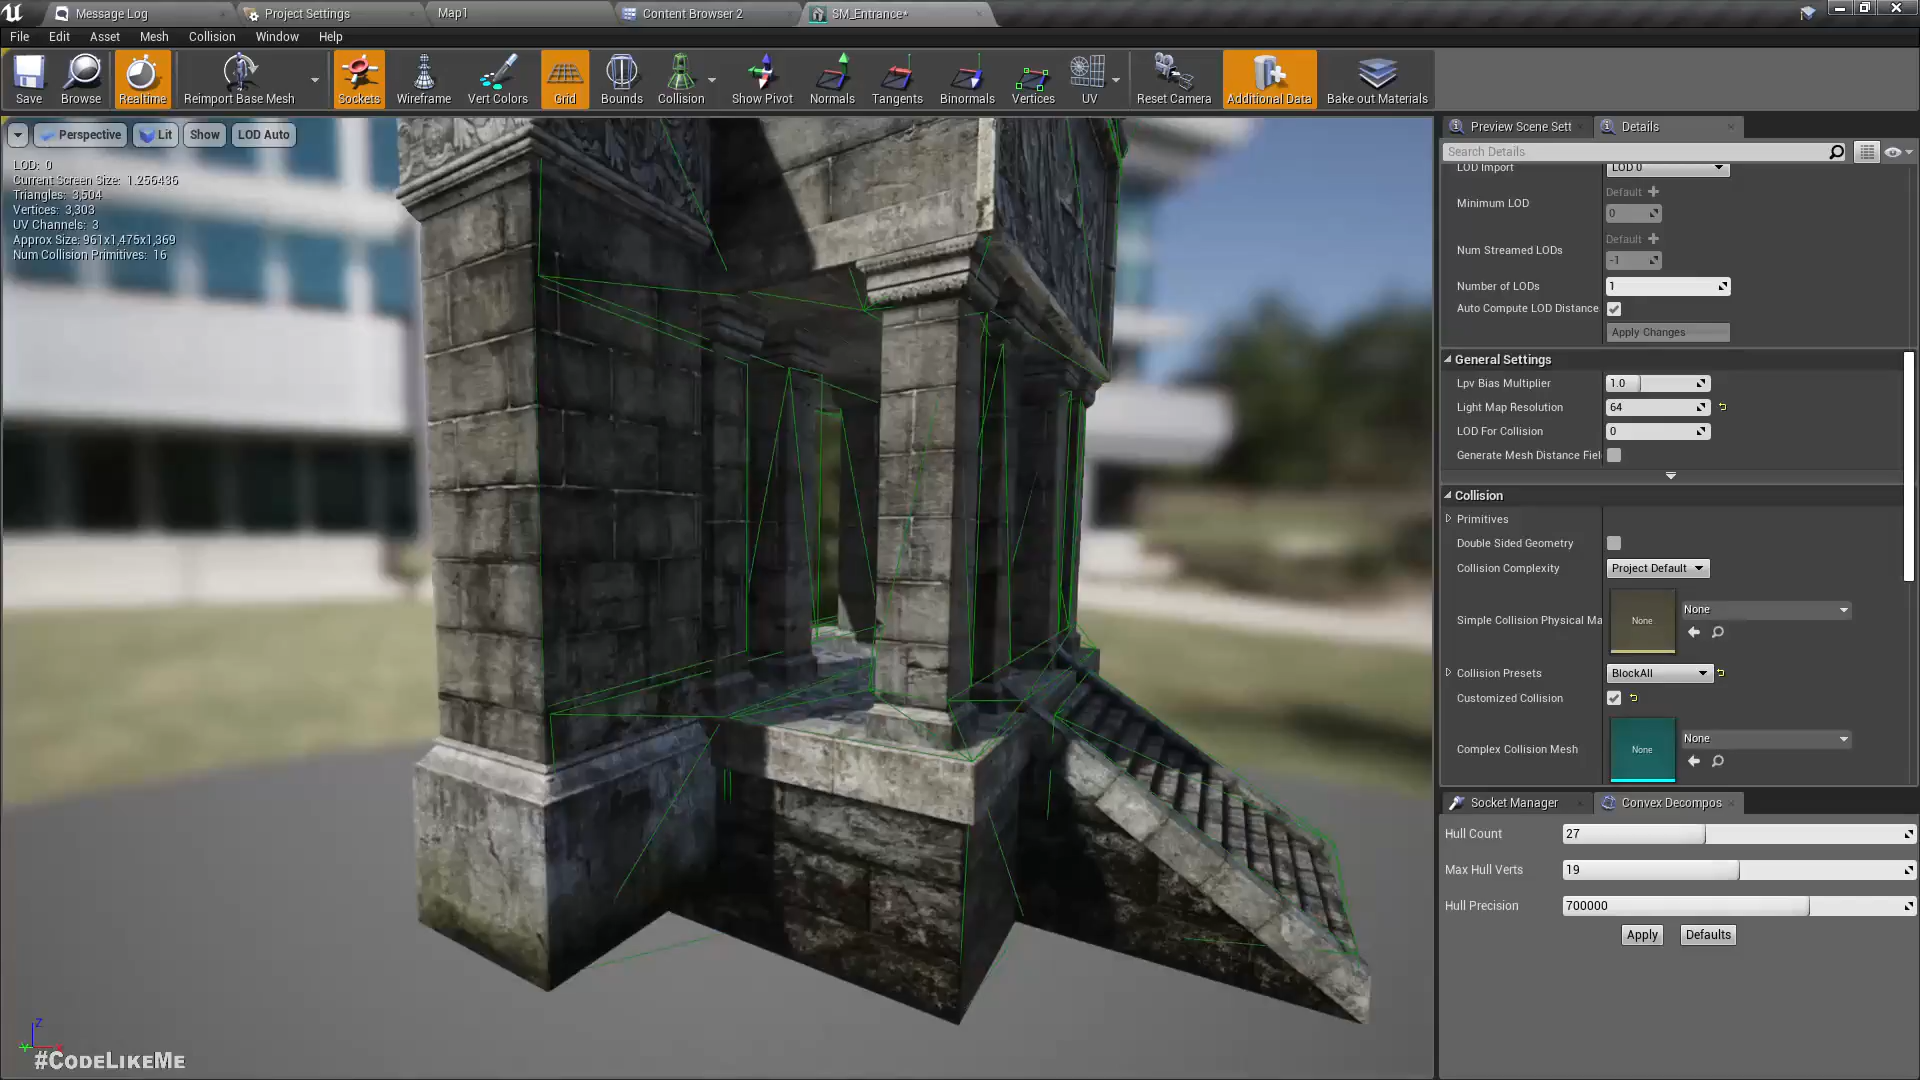 Message Log
Project Settings
Map1
Content Browser 2
SM_Entrance*
File Edit Asset Mesh Collision Window Help
Save Browse Realtime Reimport Base Mesh Sockets Wireframe Vert Colors Grid Bounds Collision Show Pivot Normals Tangents Binormals Vertices UV Reset Camera Additional Data Bake out Materials
Perspective Lit Show LOD Auto
LOD: 0
Current Screen Size: 1.256436
Triangles: 3,504
Vertices: 3,303
UV Channels: 3
Approx Size: 961x1,475x1,369
Num Collision Primitives: 16
Z
#CodeLikeMe
Preview Scene Sett
Details
Search Details
LOD Import LOD 0
Default
Minimum LOD
0
Default
Num Streamed LODs
-1
Number of LODs 1
Auto Compute LOD Distance
Apply Changes
General Settings
Lpv Bias Multiplier 1.0
Light Map Resolution 64
LOD For Collision 0
Generate Mesh Distance Fiel
Collision
Primitives
Double Sided Geometry
Collision Complexity Project Default
None
Simple Collision Physical Ma None
Collision Presets BlockAll
Customized Collision
None
Complex Collision Mesh None
Socket Manager
Convex Decompos
Hull Count 27
Max Hull Verts 19
Hull Precision 700000
Apply Defaults